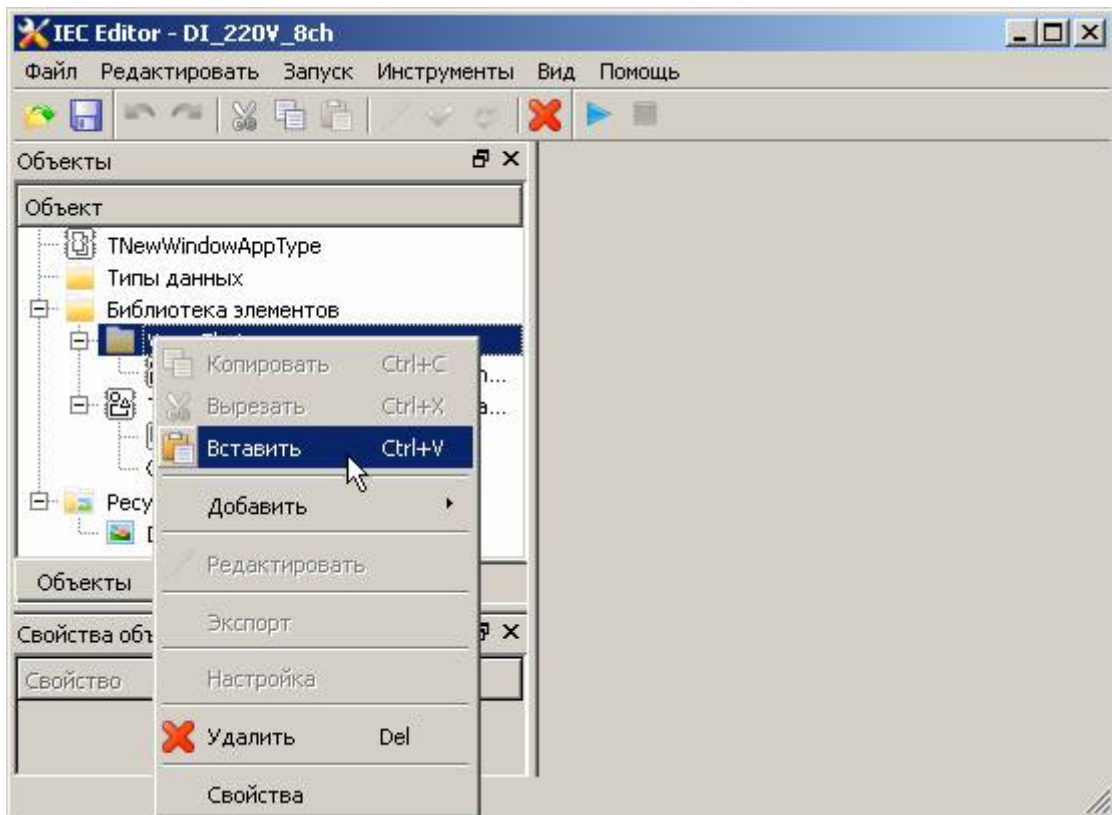 IEC Editor - DI_220V_8ch
Файл Редактировать Запуск Инструменты Вид Помощь
Объекты
Объект
TNewWindowAppType
Типы данных
Библиотека элементов
Копировать Ctrl+C
Вырезать Ctrl+X
Вставить Ctrl+V
Добавить
Редактировать
Экспорт
Настройка
Удалить Del
Свойства
Объекты
Свойства
Свойство